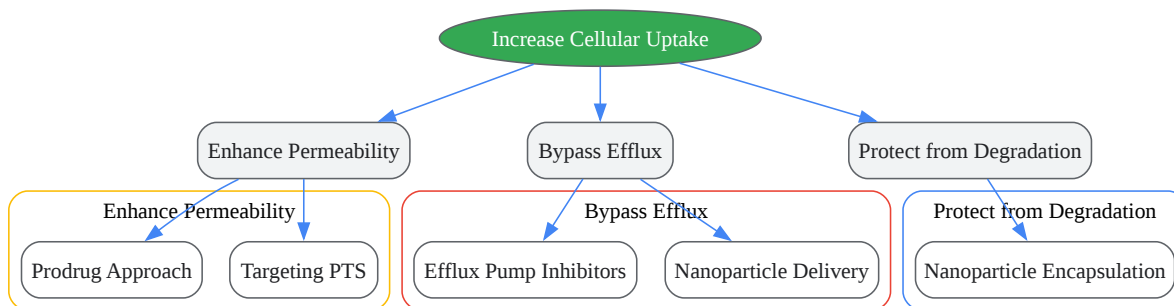 Increase Cellular Uptake
Enhance Permeability
Bypass Efflux
Protect from Degradation
Enhance Permeability
Bypass Efflux
Protect from Degradation
Prodrug Approach
Targeting PTS
Efflux Pump Inhibitors
Nanoparticle Delivery
Nanoparticle Encapsulation